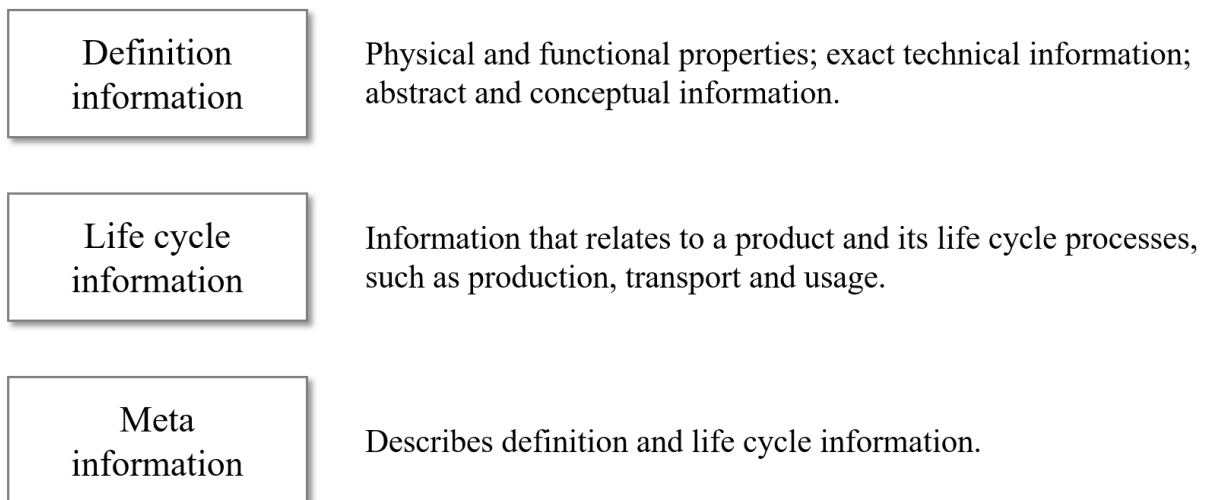 Definition
information
Physical and functional properties; exact technical information;
abstract and conceptual information.
Life cycle
information
Information that relates to a product and its life cycle processes,
such as production, transport and usage.
Meta
information
Describes definition and life cycle information.